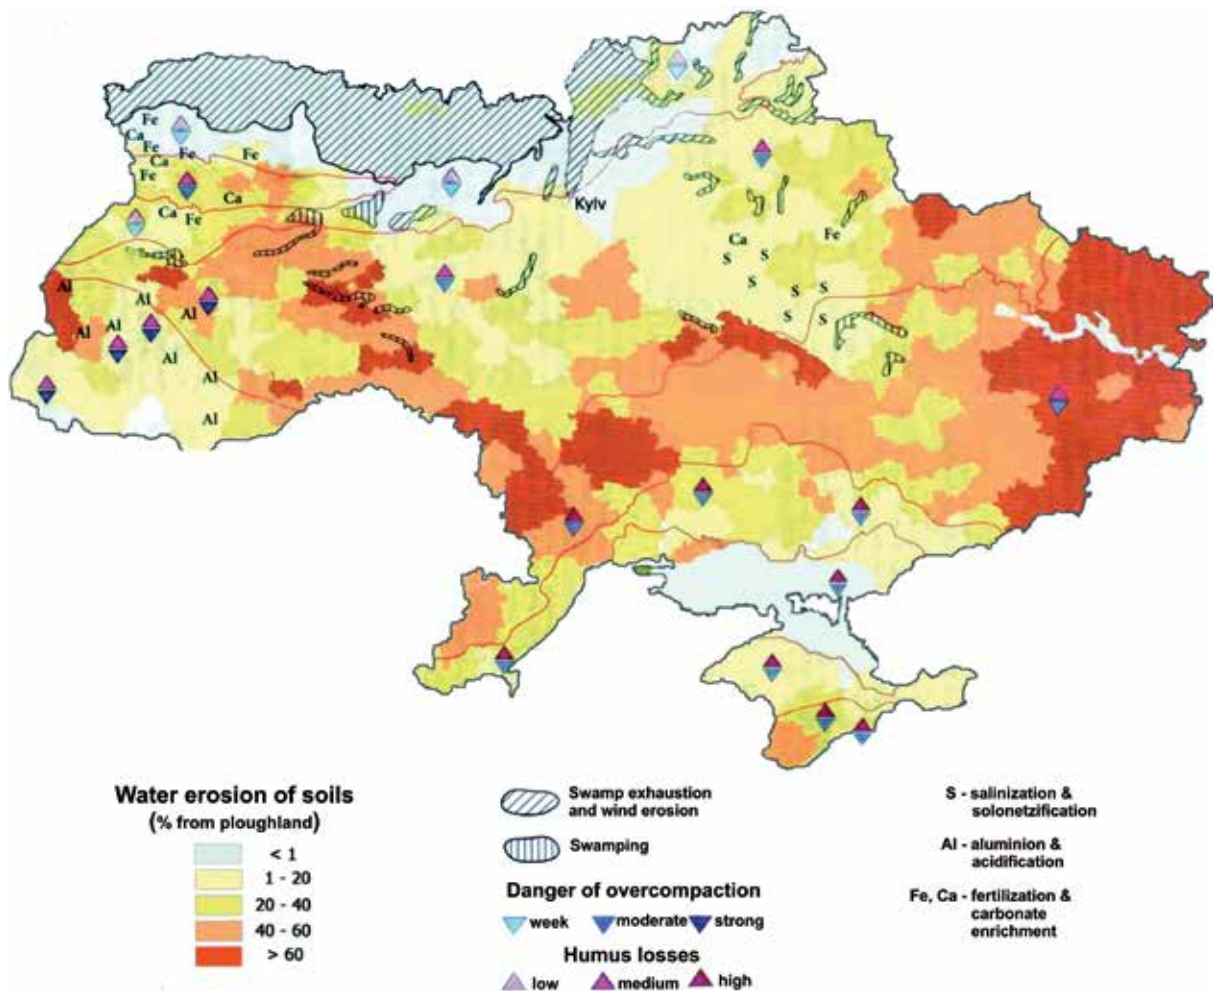 Fe
Ca
Fe
Fe
Ca
Fe
Fe
Ca
Ca
Fe
Kyiv
Ca
Fe
S
S
S
S
S
S
S
Al
Al
Al
Al
Al
Al
Al
Al
Water erosion of soils
(% from ploughland)
< 1
1 - 20
20 - 40
40 - 60
> 60
Swamp exhaustion
and wind erosion
Swamping
Danger of overcompaction
week moderate strong
Humus losses
low medium high
S - salinization &
solonetzification
Al - aluminion &
acidification
Fe, Ca - fertilization &
carbonate
enrichment